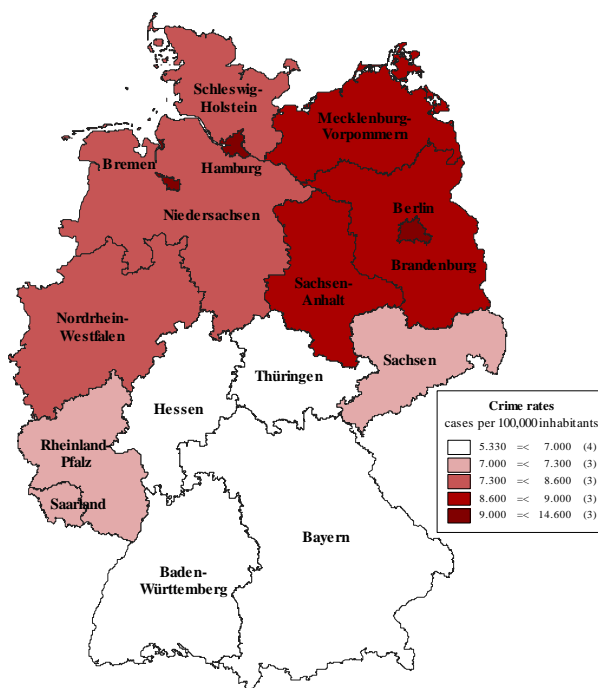 Schleswig-
Holstein
Mecklenburg-
Vorpommern
Bremen
Hamburg
Niedersachsen
Berlin
Brandenburg
Sachsen-
Anhalt
Nordrhein-
Westfalen
Sachsen
Thüringen
Hessen
Rheinland-
Pfalz
Saarland
Bayern
Baden-
Württemberg
Crime rates
cases per 100,000 inhabitants
5.330 =< 7.000 (4)
7.000 =< 7.300 (3)
7.300 =< 8.600 (3)
8.600 =< 9.000 (3)
9.000 =< 14.600 (3)